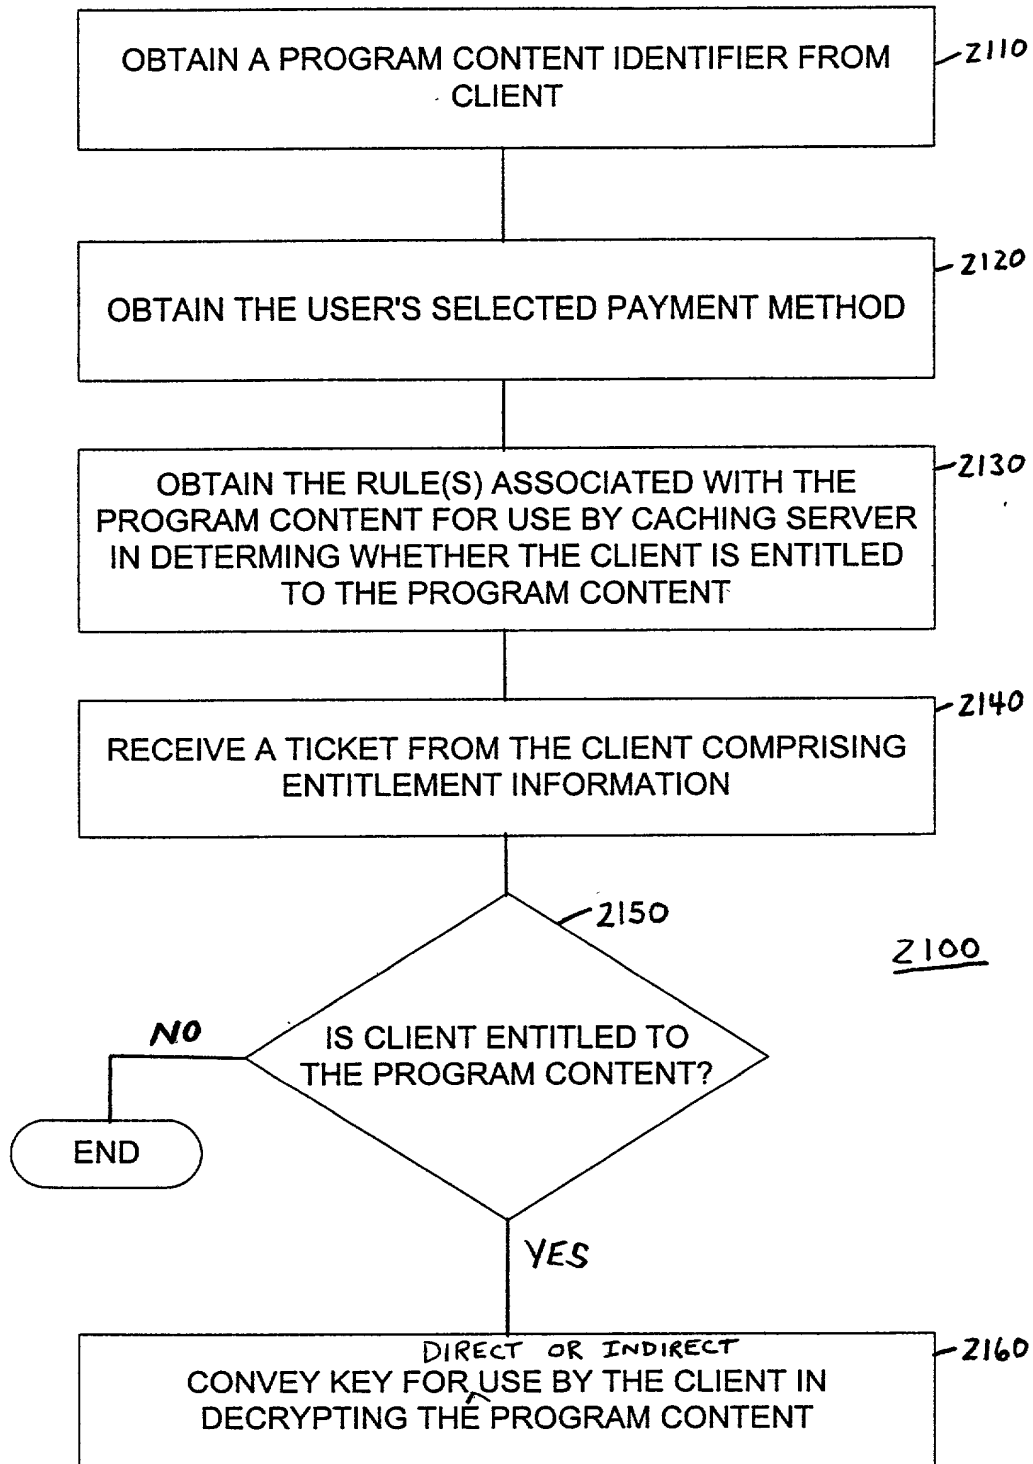 OBTAIN A PROGRAM CONTENT IDENTIFIER FROM
CLIENT
2110
OBTAIN THE USER'S SELECTED PAYMENT METHOD
2120
OBTAIN THE RULE(S) ASSOCIATED WITH THE
PROGRAM CONTENT FOR USE BY CACHING SERVER
IN DETERMING WHETHER THE CLIENT IS ENTITLED
TO THE PROGRAM CONTENT
2130
RECEIVE A TICKET FROM THE CLIENT COMPRISING
ENTITLEMENT INFORMATION
2140
2150
2100
IS CLIENT ENTITLED TO
THE PROGRAM CONTENT?
NO
END
YES
DIRECT OR INDIRECT
CONVEY KEY FOR USE BY THE CLIENT IN
DECRYPTING THE PROGRAM CONTENT
2160